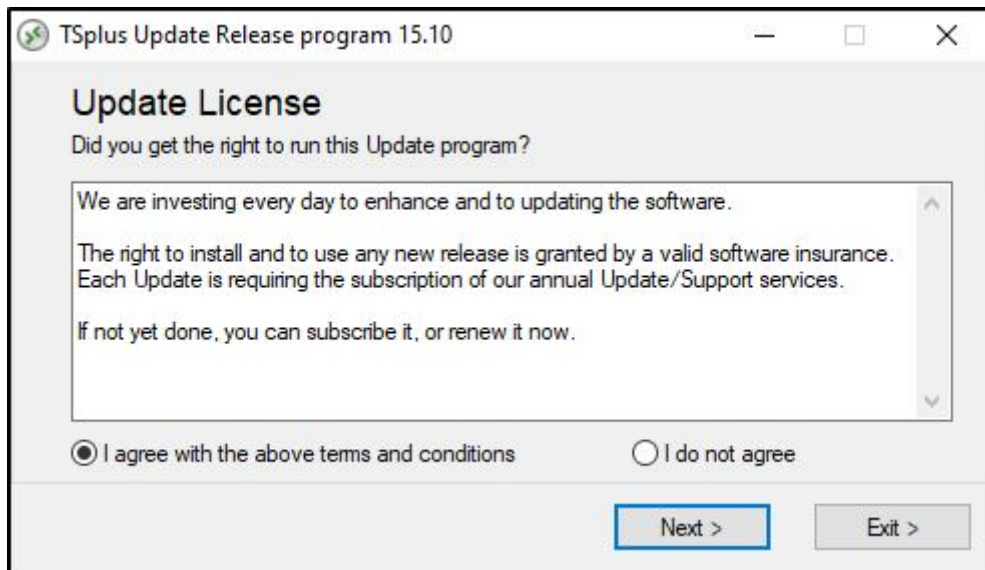 TSplus Update Release program 15.10
Update License
Did you get the right to run this Update program?
We are investing every day to enhance and to updating the software.
The right to install and to use any new release is granted by a valid software insurance.
Each Update is requiring the subscription of our annual Update/Support services.
If not yet done, you can subscribe it, or renew it now.
I agree with the above terms and conditions
I do not agree
Next >
Exit >